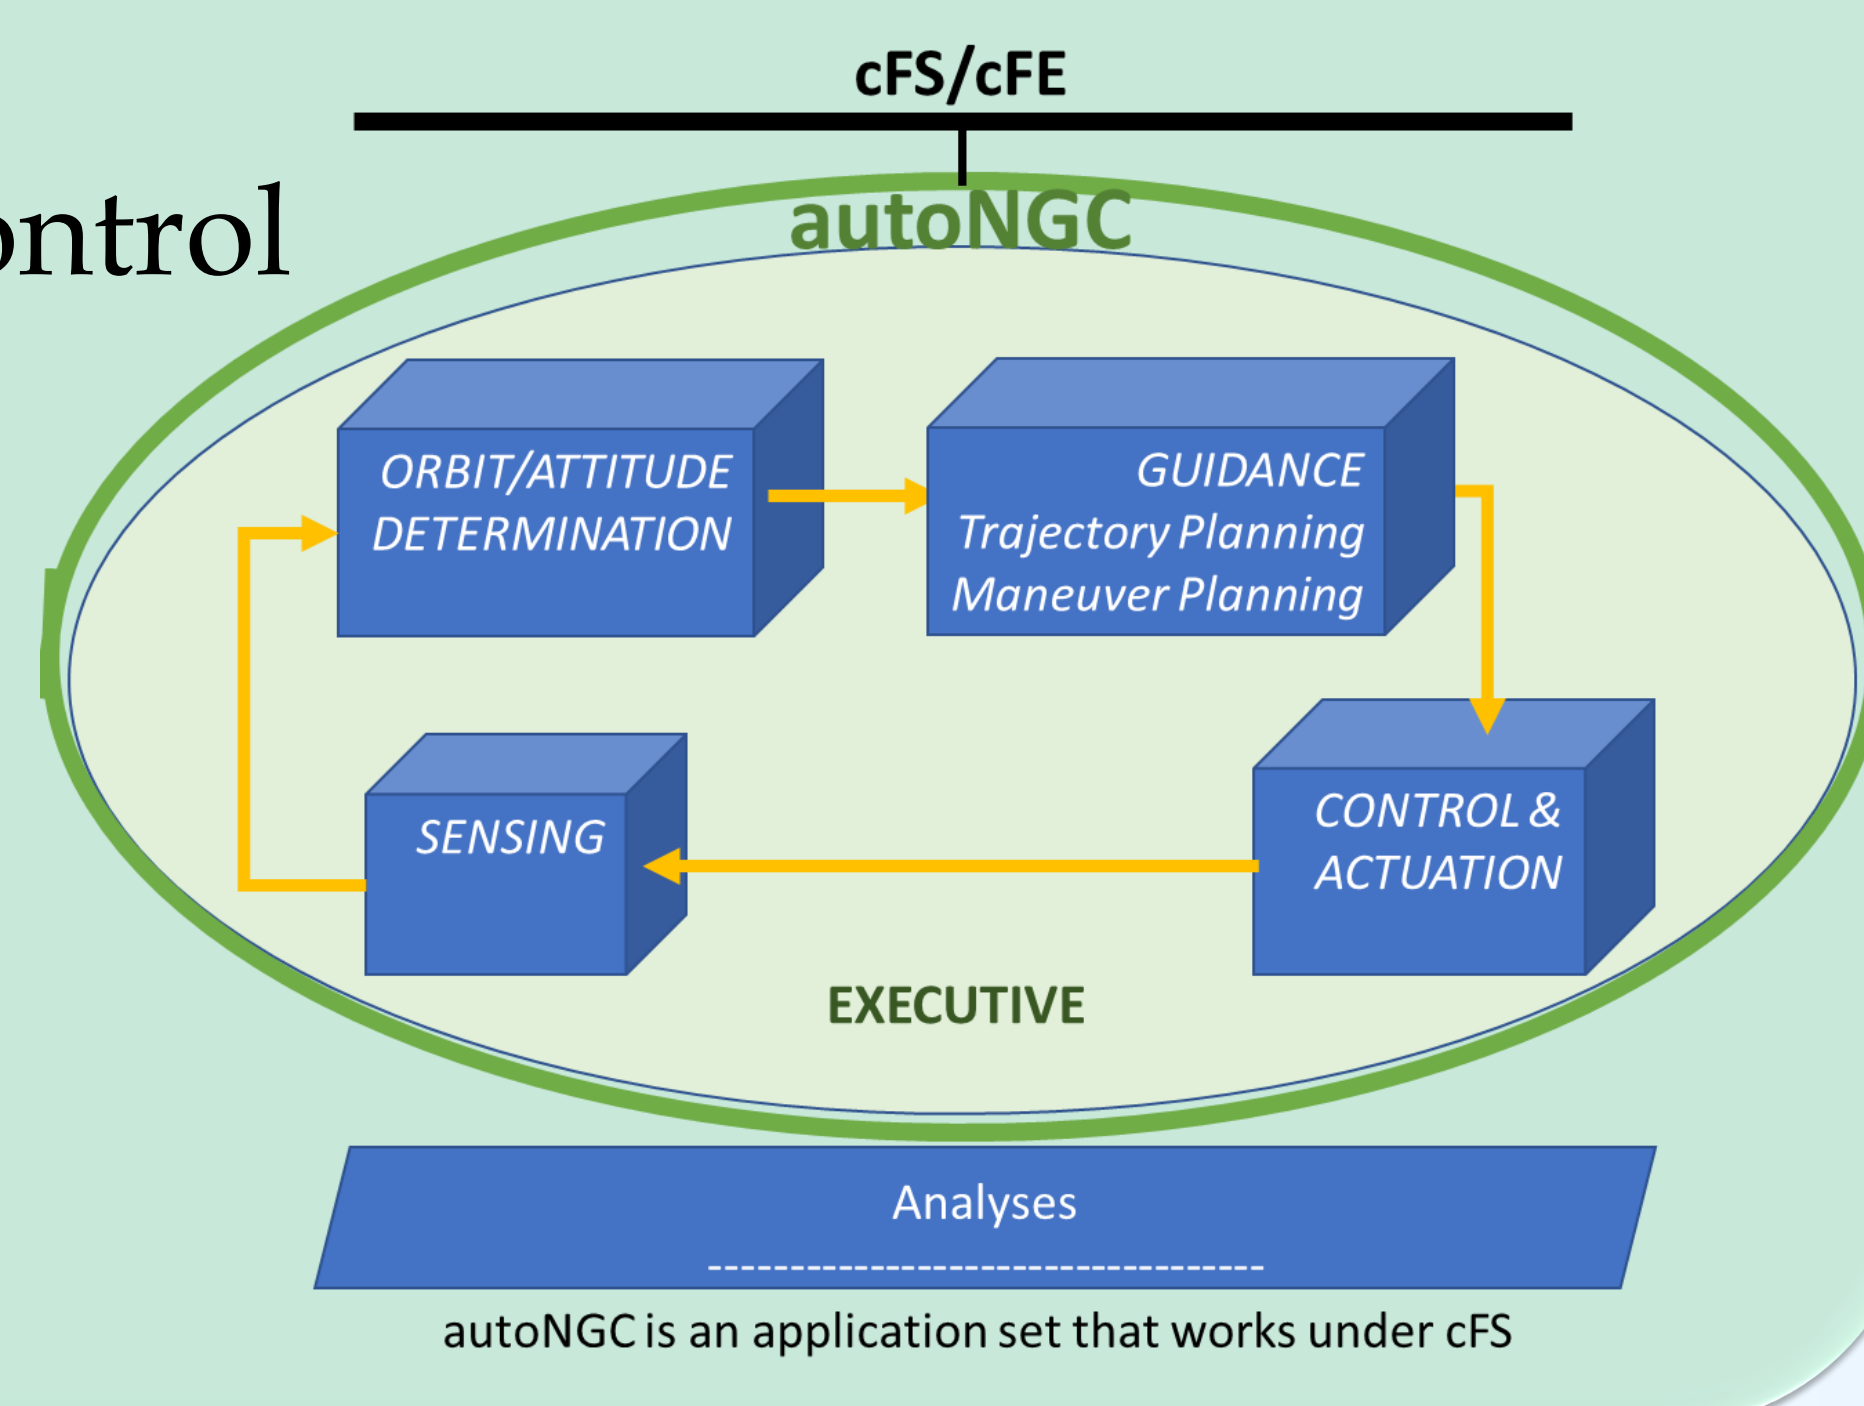 cFS/cFE
ontrol
autoNGC
ORBIT/ATTITUDE
DETERMINATION
GUIDANCE
Trajectory Planning
Maneuver Planning
SENSING
CONTROL &
ACTUATION
EXECUTIVE
Analyses
----------------------------------
autoNGC is an application set that works under cFS